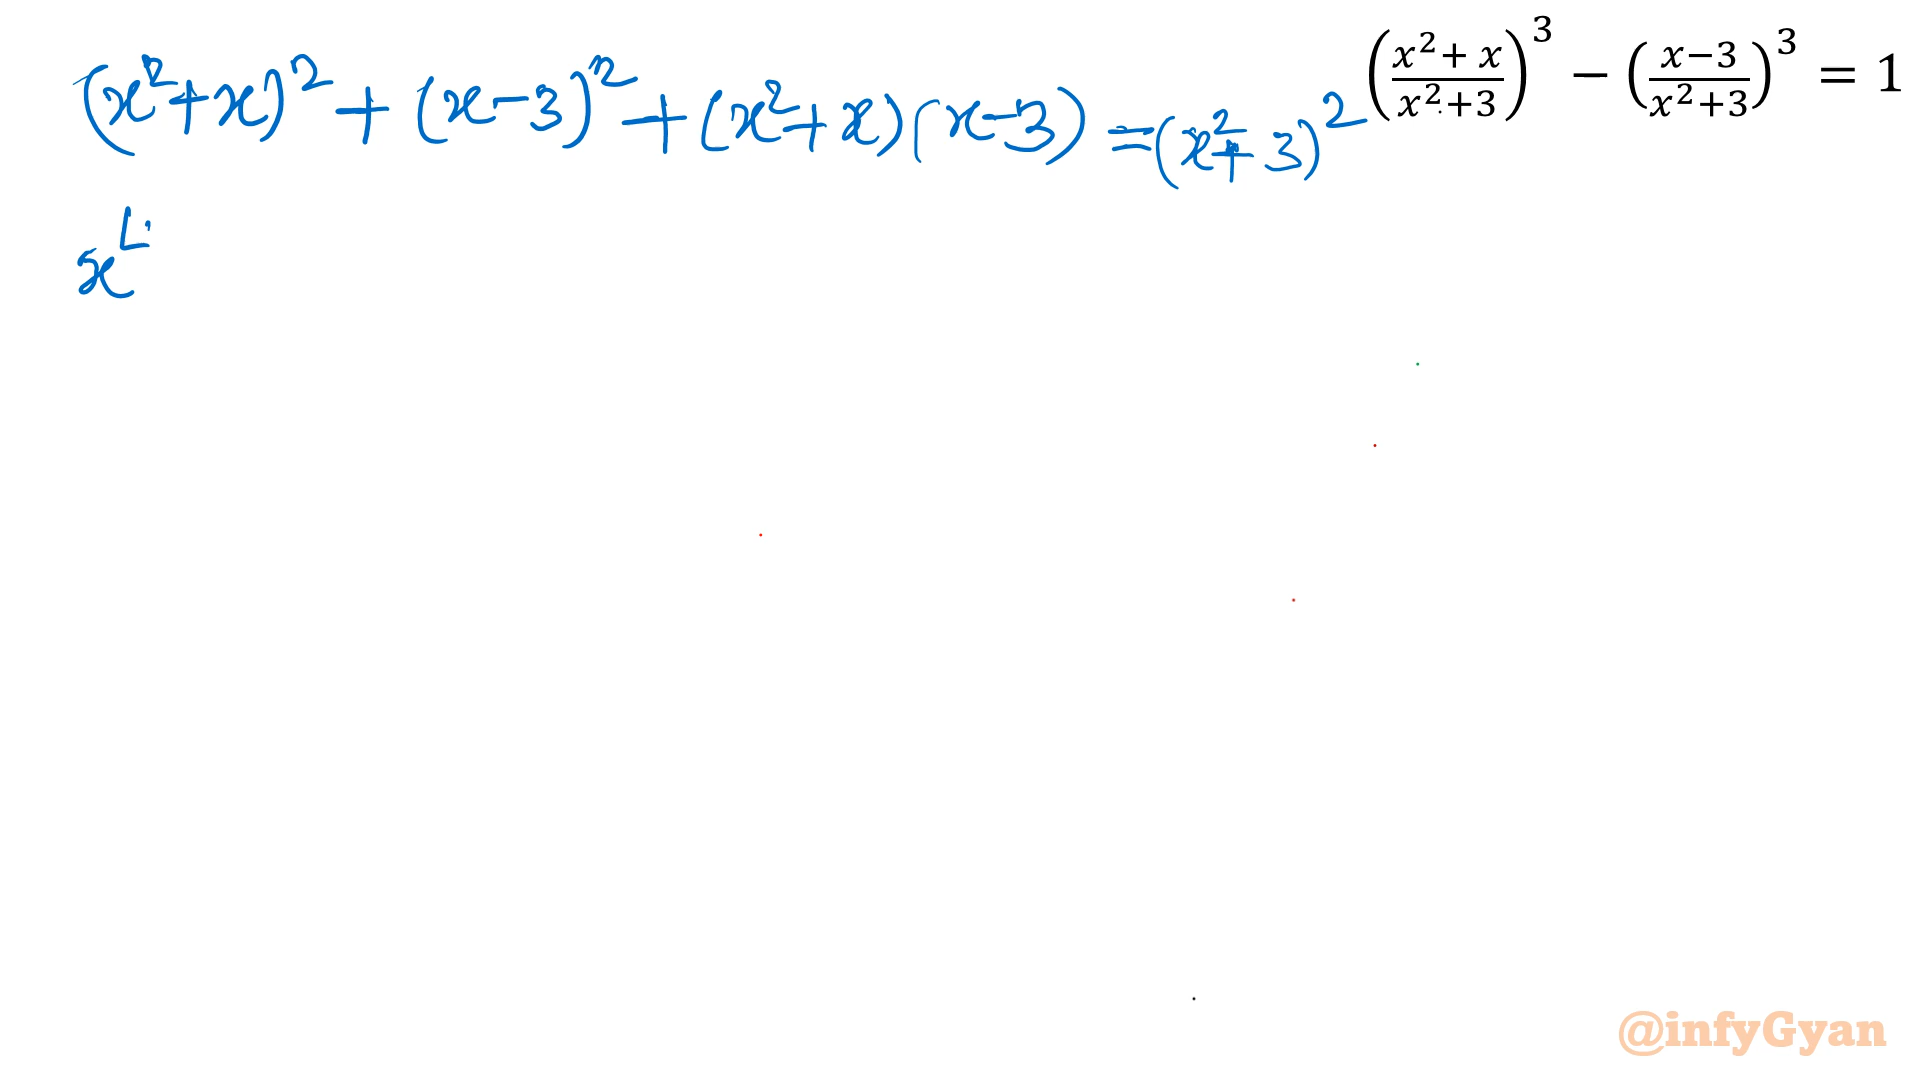 (x²+x)² + (x-3)² + (x²+x)(x-3) = (x²+3)²
(x²+x / x²+3)³ − (x−3 / x²+3)³ = 1
x⁴
@infyGyan